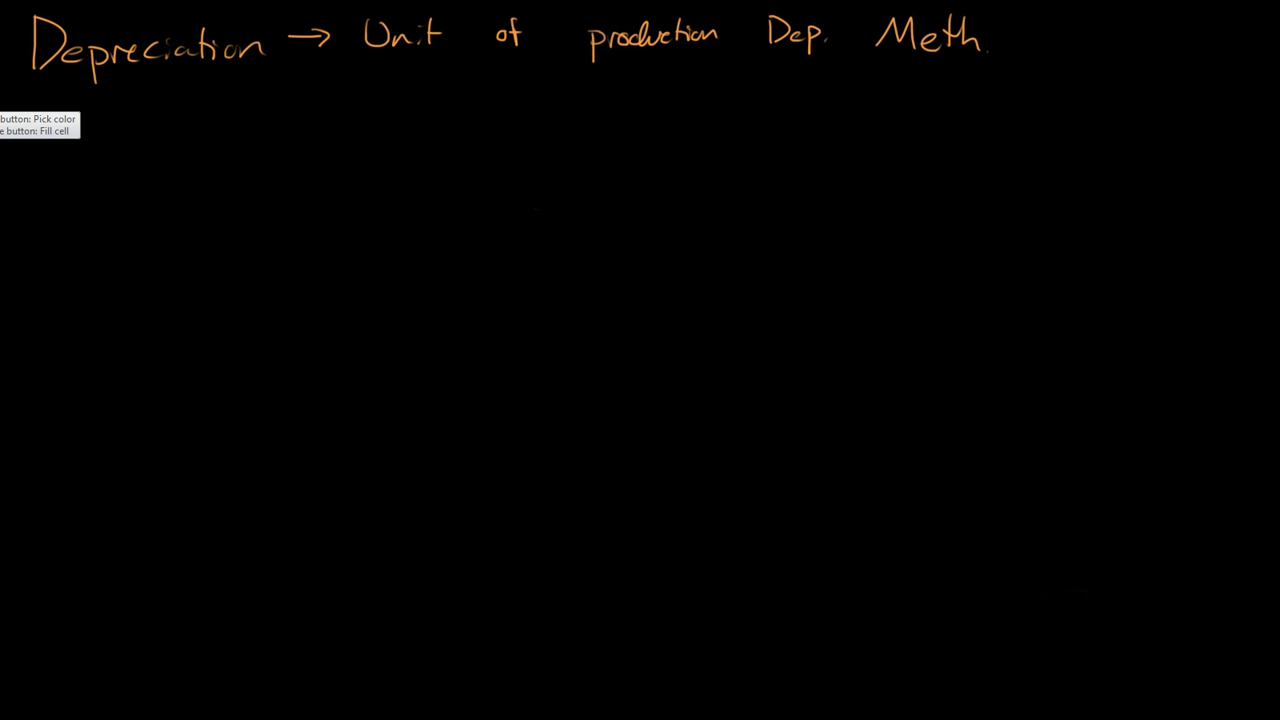 Depreciation → Unit of production Dep. Meth.
button: Pick color
e button: Fill cell